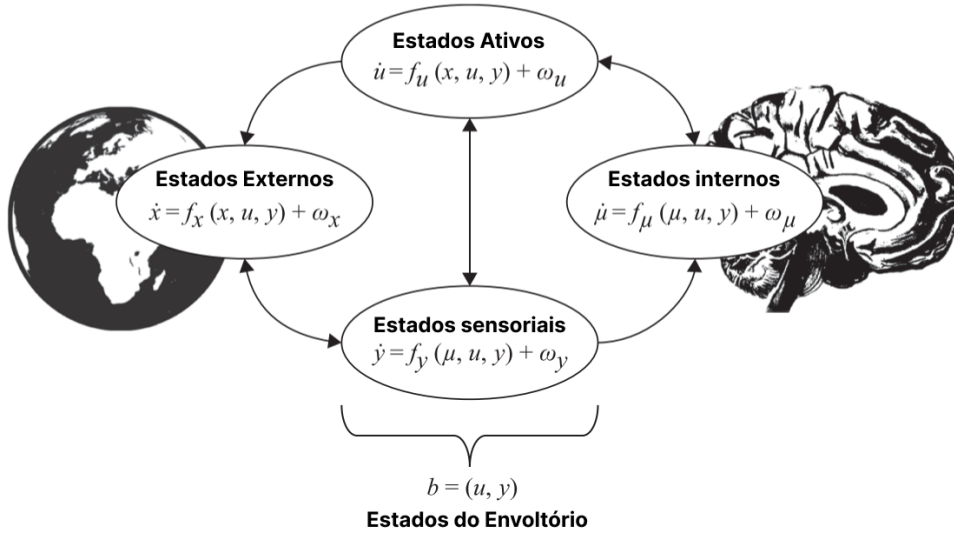 Estados Ativos
u̇ = f_u (x, u, y) + ω_u
Estados Externos
ẋ = f_x (x, u, y) + ω_x
Estados internos
μ̇ = f_μ (μ, u, y) + ω_μ
Estados sensoriais
ẏ = f_y (μ, u, y) + ω_y
b = (u, y)
Estados do Envoltório